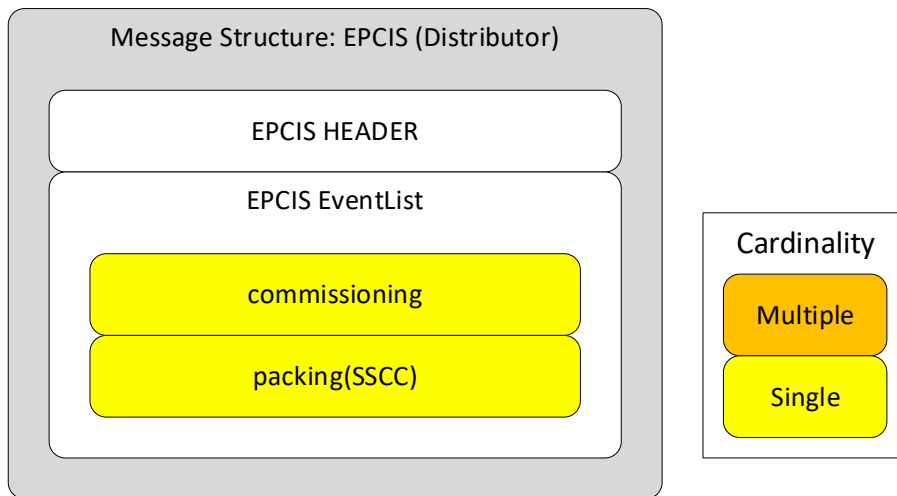 Message Structure: EPCIS (Distributor)
EPCIS HEADER
EPCIS EventList
commissioning
packing(SSCC)
Cardinality
Multiple
Single